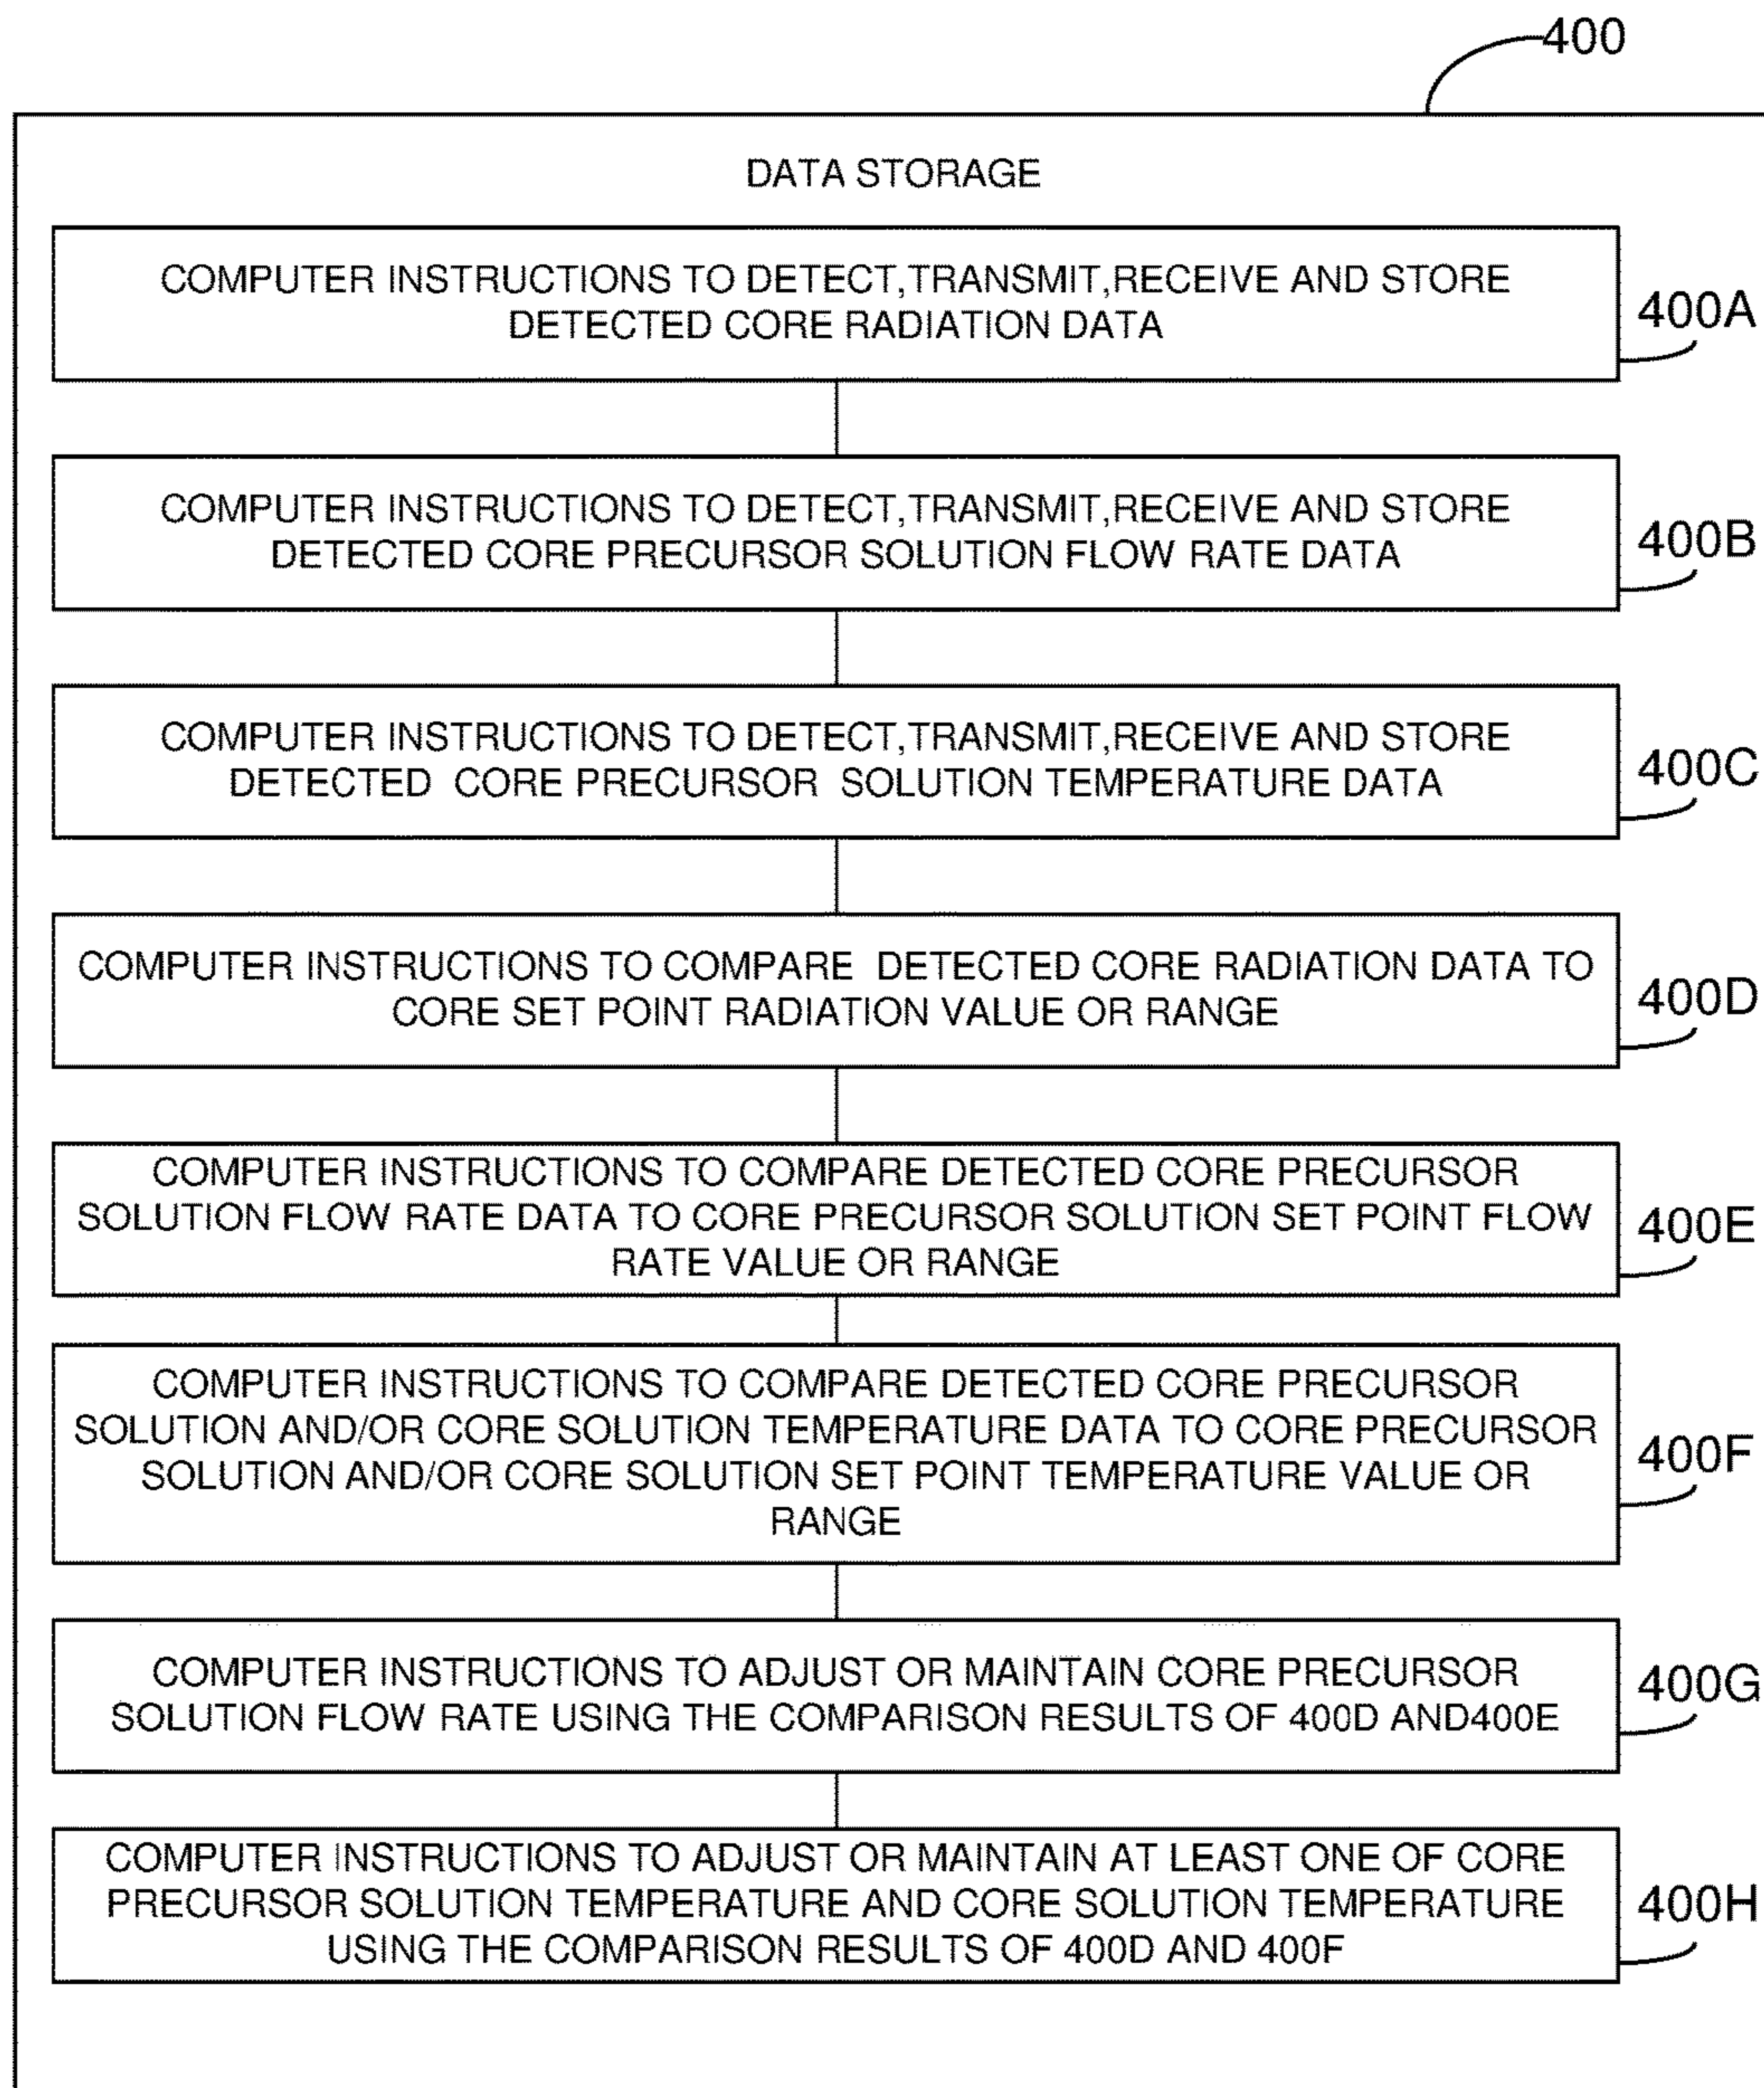 400
DATA STORAGE
COMPUTER INSTRUCTIONS TO DETECT,TRANSMIT,RECEIVE AND STORE
DETECTED CORE RADIATION DATA
400A
COMPUTER INSTRUCTIONS TO DETECT,TRANSMIT,RECEIVE AND STORE
DETECTED CORE PRECURSOR SOLUTION FLOW RATE DATA
400B
COMPUTER INSTRUCTIONS TO DETECT,TRANSMIT,RECEIVE AND STORE
DETECTED CORE PRECURSOR SOLUTION TEMPERATURE DATA
400C
COMPUTER INSTRUCTIONS TO COMPARE DETECTED CORE RADIATION DATA TO
CORE SET POINT RADIATION VALUE OR RANGE
400D
COMPUTER INSTRUCTIONS TO COMPARE DETECTED CORE PRECURSOR
SOLUTION FLOW RATE DATA TO CORE PRECURSOR SOLUTION SET POINT FLOW
RATE VALUE OR RANGE
400E
COMPUTER INSTRUCTIONS TO COMPARE DETECTED CORE PRECURSOR
SOLUTION AND/OR CORE SOLUTION TEMPERATURE DATA TO CORE PRECURSOR
SOLUTION AND/OR CORE SOLUTION SET POINT TEMPERATURE VALUE OR
RANGE
400F
COMPUTER INSTRUCTIONS TO ADJUST OR MAINTAIN CORE PRECURSOR
SOLUTION FLOW RATE USING THE COMPARISON RESULTS OF 400D AND400E
400G
COMPUTER INSTRUCTIONS TO ADJUST OR MAINTAIN AT LEAST ONE OF CORE
PRECURSOR SOLUTION TEMPERATURE AND CORE SOLUTION TEMPERATURE
USING THE COMPARISON RESULTS OF 400D AND 400F
400H